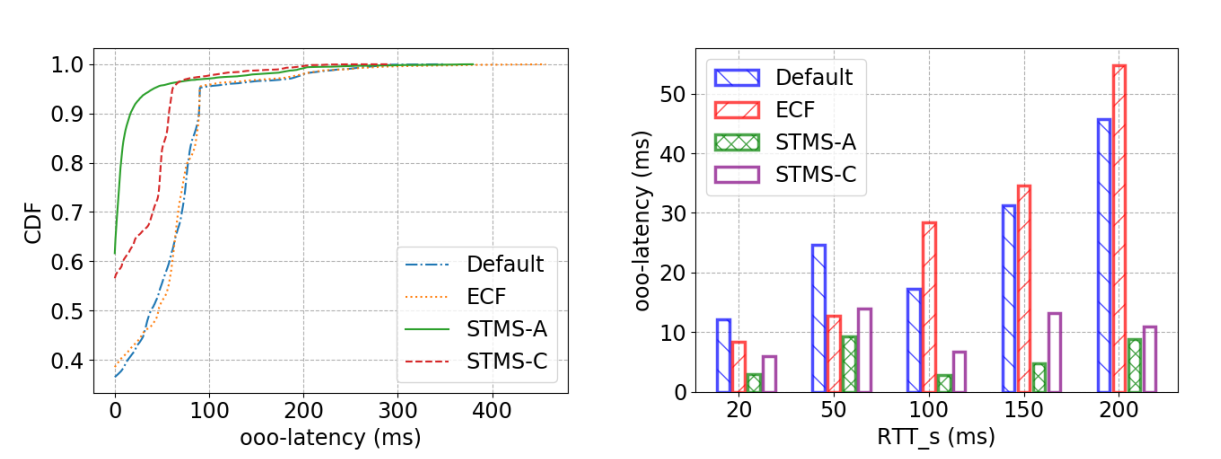 1.0
0.9
0.8
0.7
0.6
0.5
0.4
CDF
Default
ECF
STMS-A
STMS-C
0 100 200 300 400
ooo-latency (ms)
50
40
30
20
10
0
ooo-latency (ms)
Default
ECF
STMS-A
STMS-C
20 50 100 150 200
RTT_s (ms)